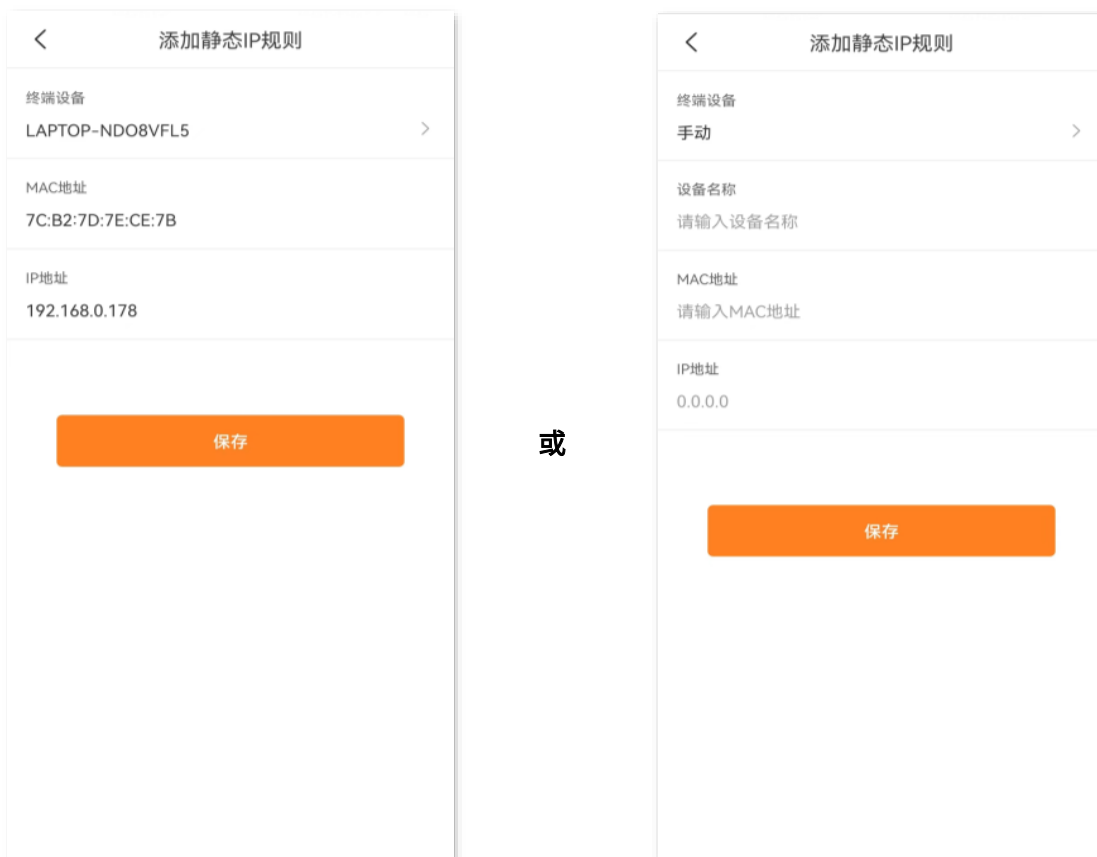 添加静态IP规则
终端设备
LAPTOP-NDO8VFL5
MAC地址
7C:B2:7D:7E:CE:7B
IP地址
192.168.0.178
保存
或
添加静态IP规则
终端设备
手动
设备名称
请输入设备名称
MAC地址
请输入MAC地址
IP地址
0.0.0.0
保存